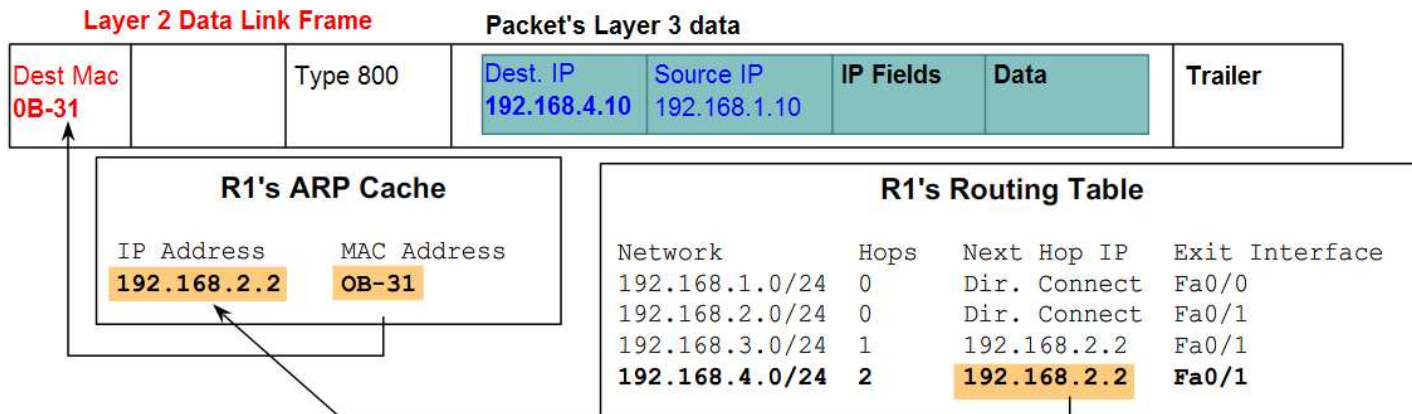 Layer 2 Data Link Frame
Packet's Layer 3 data
Dest Mac
0B-31
Type 800
Dest. IP
192.168.4.10
Source IP
192.168.1.10
IP Fields
Data
Trailer
R1's ARP Cache
IP Address MAC Address
192.168.2.2 OB-31
R1's Routing Table
Network Hops Next Hop IP Exit Interface
192.168.1.0/24 0 Dir. Connect Fa0/0
192.168.2.0/24 0 Dir. Connect Fa0/1
192.168.3.0/24 1 192.168.2.2 Fa0/1
192.168.4.0/24 2 192.168.2.2 Fa0/1